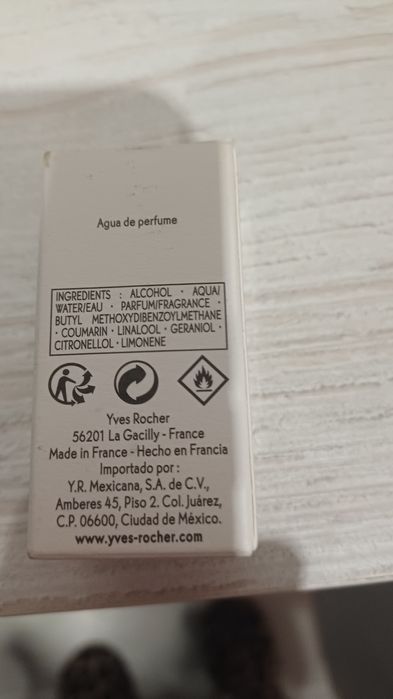 Agua de perfume
INGREDIENTS : ALCOHOL · AQUA/
WATER/EAU · PARFUM/FRAGRANCE ·
BUTYL METHOXYDIBENZOYLMETHANE
· COUMARIN · LINALOOL · GERANIOL ·
CITRONELLOL · LIMONENE
Yves Rocher
56201 La Gacilly - France
Made in France - Hecho en Francia
Importado por :
Y.R. Mexicana, S.A. de C.V.,
Amberes 45, Piso 2. Col. Juárez,
C.P. 06600, Ciudad de México.
www.yves-rocher.com